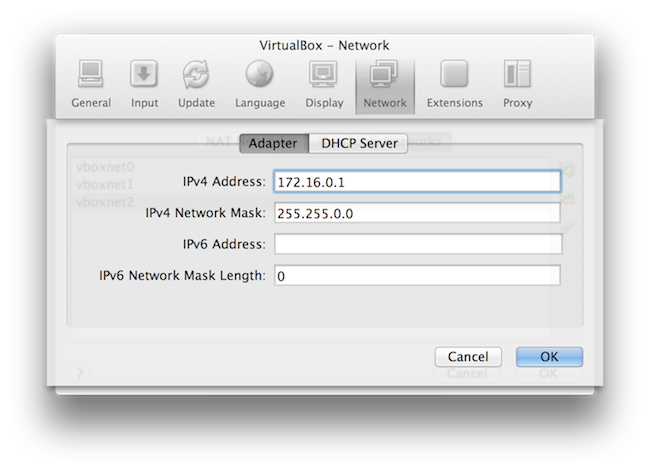 VirtualBox – Network
General Input Update Language Display Network Extensions Proxy
Adapter DHCP Server
vboxnet0
vboxnet1
vboxnet2
IPv4 Address: 172.16.0.1
IPv4 Network Mask: 255.255.0.0
IPv6 Address:
IPv6 Network Mask Length: 0
Cancel OK
? Cancel OK